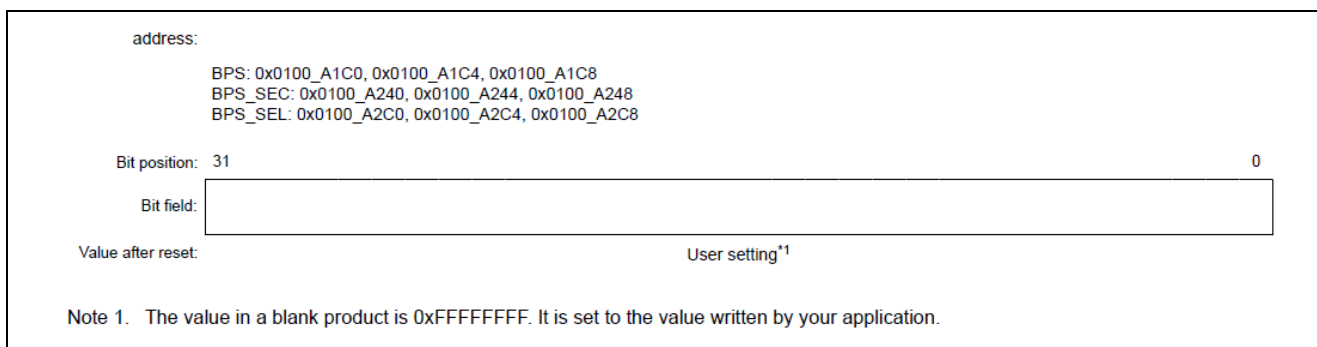 address:
BPS: 0x0100_A1C0, 0x0100_A1C4, 0x0100_A1C8
BPS_SEC: 0x0100_A240, 0x0100_A244, 0x0100_A248
BPS_SEL: 0x0100_A2C0, 0x0100_A2C4, 0x0100_A2C8
Bit position: 31 0
Bit field:
Value after reset: User setting*1
Note 1. The value in a blank product is 0xFFFFFFFF. It is set to the value written by your application.